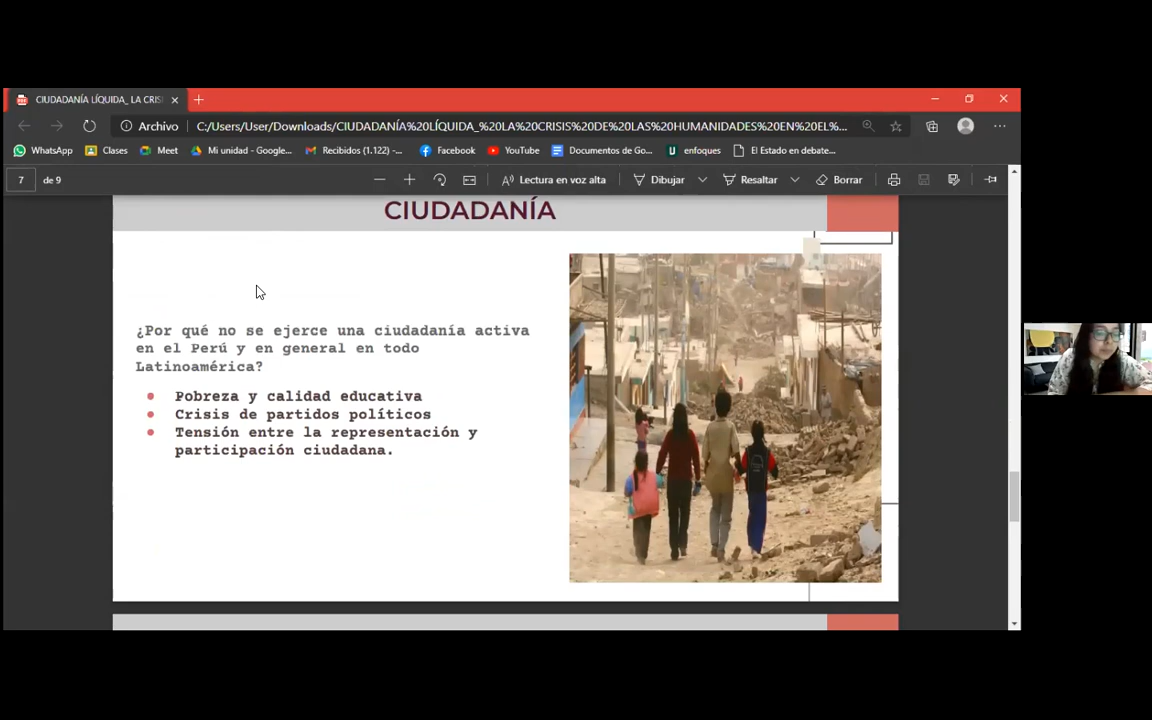 CIUDADANÍA LÍQUIDA_ LA CRIS
Archivo
C:/Users/User/Downloads/CIUDADANÍA%20LÍQUIDA_%20LA%20CRISIS%20DE%20LAS%20HUMANIDADES%20EN%20EL%...
WhatsApp Clases Meet Mi unidad - Google... Recibidos (1.122) -... Facebook YouTube Documentos de Go... enfoques El Estado en debate...
7 de 9 Lectura en voz alta Dibujar Resaltar Borrar
CIUDADANÍA
¿Por qué no se ejerce una ciudadanía activa
en el Perú y en general en todo
Latinoamérica?
Pobreza y calidad educativa
Crisis de partidos políticos
Tensión entre la representación y
participación ciudadana.